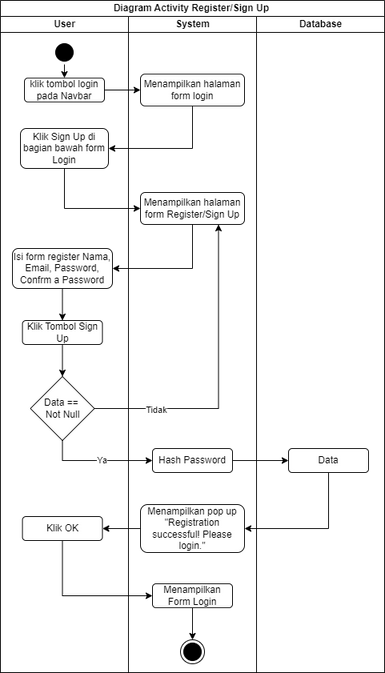 Diagram Activity Register/Sign Up
User
System
Database
klik tombol login
pada Navbar
Menampilkan halaman
form login
Klik Sign Up di
bagian bawah form
Login
Menampilkan halaman
form Register/Sign Up
Isi form register Nama,
Email, Password,
Confrm a Password
Klik Tombol Sign
Up
Data ==
Not Null
Tidak
Ya
Hash Password
Data
Menampilkan pop up
"Registration
successful! Please
login."
Klik OK
Menampilkan
Form Login